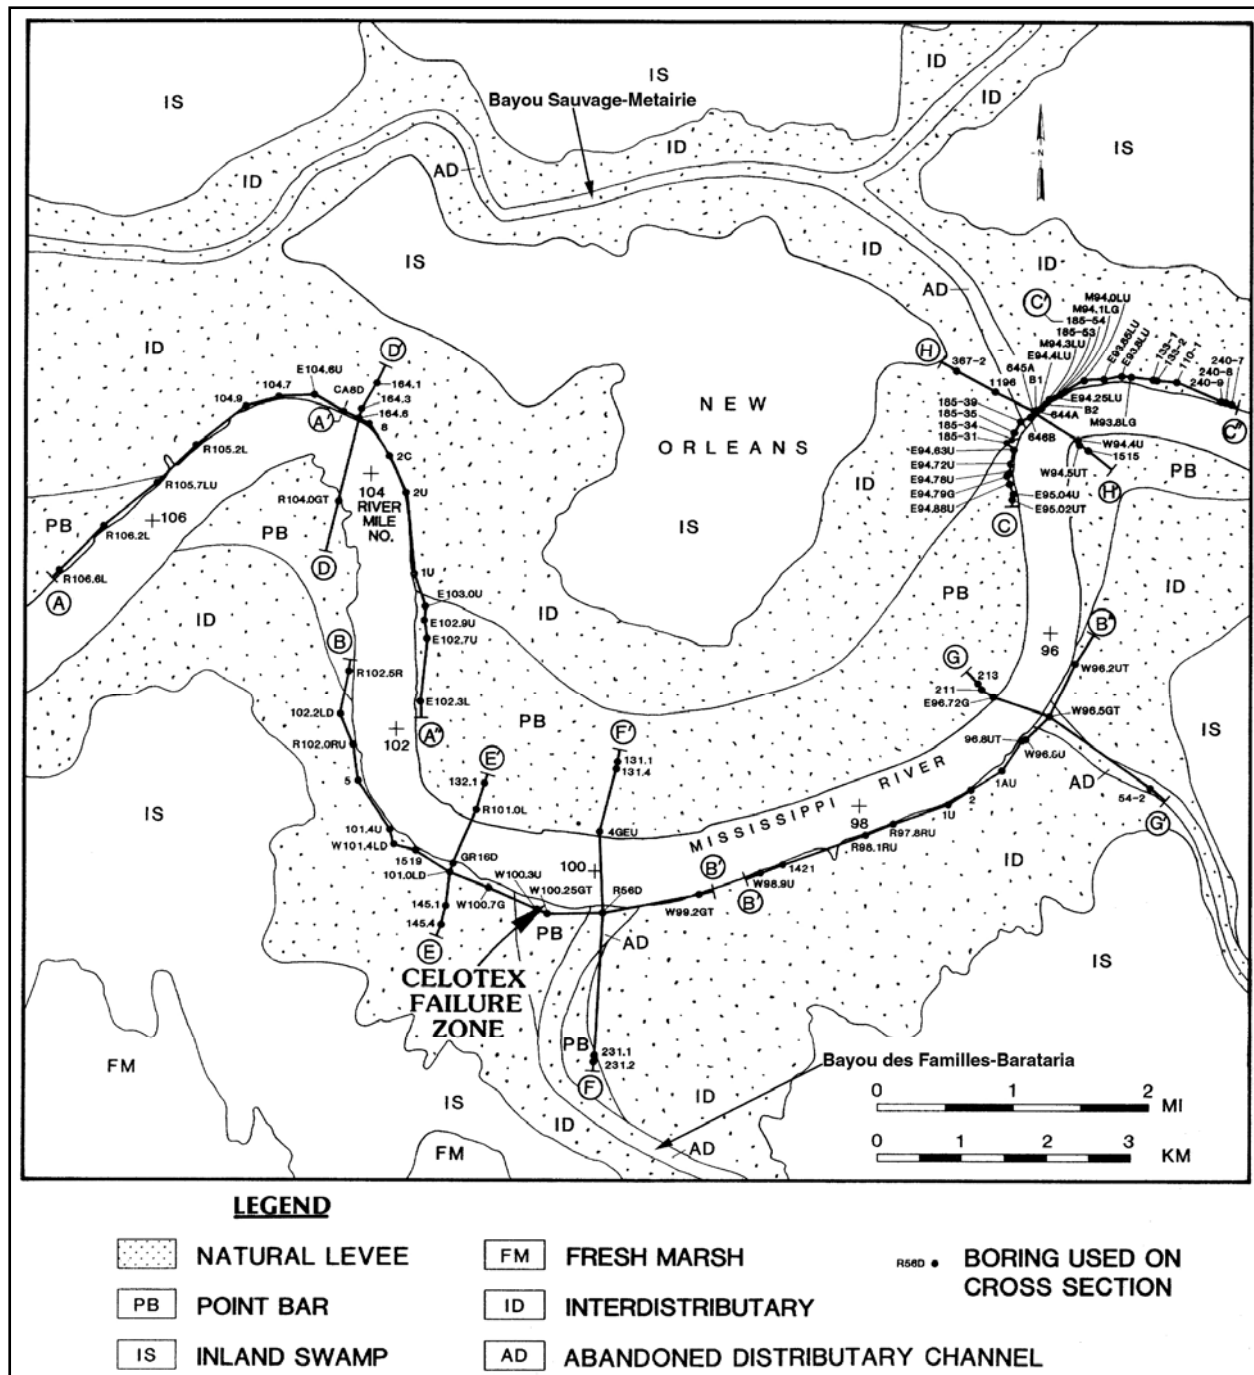 IS
ID
IS
Bayou Sauvage-Metairie
ID
ID
AD
ID
IS
ID
IS
ID
ID
AD
D'
H
C'
M94.0LU
M94.1LG
185-54
185-53
M94.3LU
E94.4LU
645A
B1
E93.85LU
E93.8LU
133-1
133-2
110-1
240-7
240-8
240-9
367-2
1196
E94.25LU
B2
644A
M93.8LG
C"
646B
185-39
185-35
185-34
185-31
E94.63U
E94.72U
E94.78U
E94.79G
E94.88U
W94.4U
1515
W94.5UT
H'
PB
E95.04U
E95.02UT
C
ID
E104.6U
104.7
104.9
CA8D
A'
164.1
164.3
164.6
8
2C
2U
R105.2L
R105.7LU
R104.0GT
104
RIVER
MILE
NO.
106
PB
R106.2L
PB
R106.6L
A
D
NEW
ORLEANS
IS
ID
1U
E103.0U
E102.9U
E102.7U
E102.3L
A"
ID
PB
ID
B
R102.5R
102.2LD
R102.0RU
102
5
PB
G
213
211
E96.72G
96
B"
W96.2UT
ID
W96.5GT
96.8UT
W96.5U
IS
AD
54-2
G'
E'
132.1
R101.0L
F'
131.1
131.4
4GEU
MISSISSIPPI RIVER
98
1AU
2
1U
R97.8RU
R98.1RU
1421
W98.9U
B'
B'
W99.2GT
IS
101.4U
W101.4LD
1519
101.0LD
GR16D
W100.3U
W100.25GT
100
R56D
W100.7G
145.1
145.4
E
PB
AD
CELOTEX
FAILURE
ZONE
IS
PB
231.1
231.2
F
ID
FM
IS
ID
FM
Bayou des Familles-Barataria
ID
AD
0 1 2
MI
0 1 2 3
KM
LEGEND
NATURAL LEVEE
FM FRESH MARSH
R56D BORING USED ON
CROSS SECTION
PB POINT BAR
ID INTERDISTRIBUTARY
IS INLAND SWAMP
AD ABANDONED DISTRIBUTARY CHANNEL